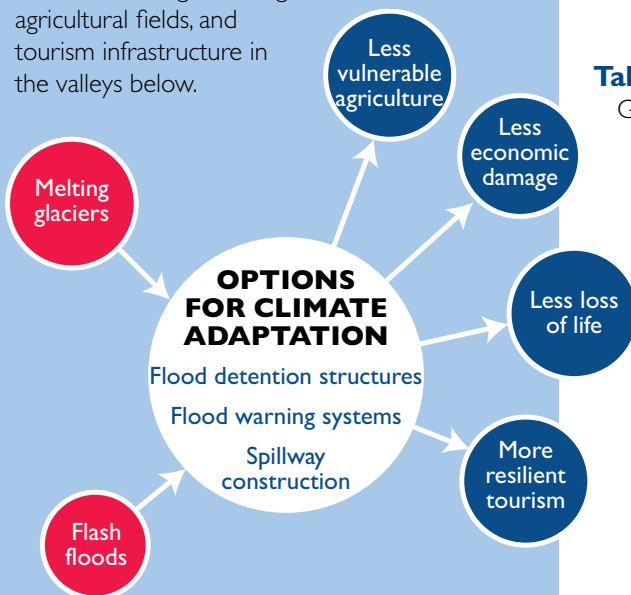 agricultural fields, and
tourism infrastructure in
the valleys below.
Less
vulnerable
agriculture
Less
economic
damage
Melting
glaciers
OPTIONS
FOR CLIMATE
ADAPTATION
Flood detention structures
Flood warning systems
Spillway
construction
Less loss
of life
More
resilient
tourism
Flash
floods